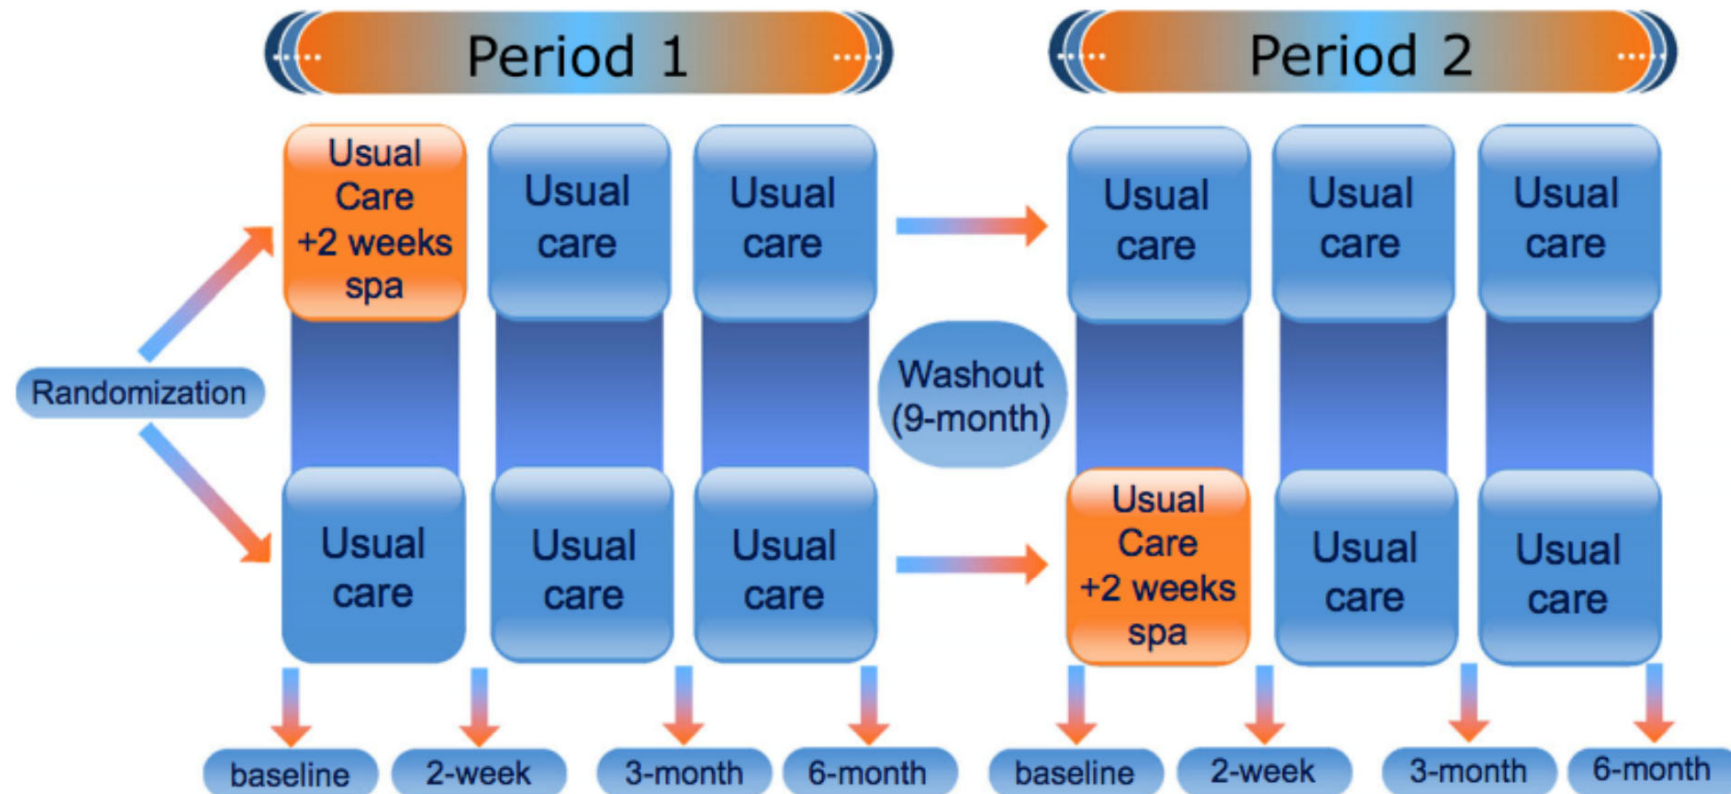 Period 1
Period 2
Usual
Care
+2 weeks
spa
Usual
care
Usual
care
Usual
care
Usual
care
Usual
care
Randomization
Washout
(9-month)
Usual
care
Usual
care
Usual
care
Usual
Care
+2 weeks
spa
Usual
care
Usual
care
baseline
2-week
3-month
6-month
baseline
2-week
3-month
6-month